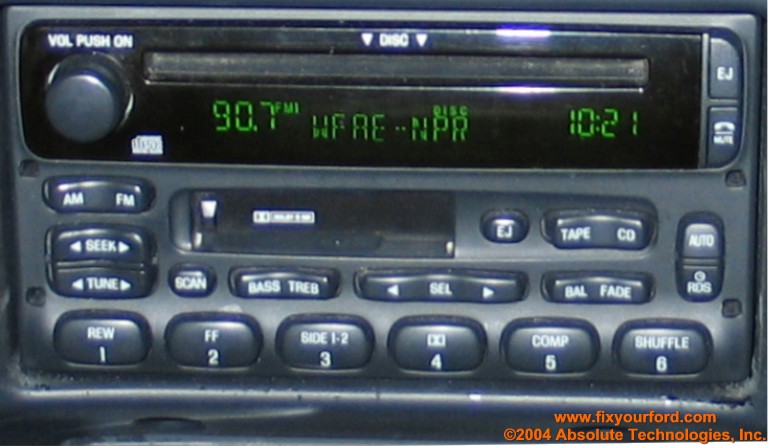 VOL PUSH ON
▼ DISC ▼
EJ
90.7 FM1
DISC
WFAE--NPR
10:21
MUTE
AM FM
EJ
TAPE CD
AUTO
◀ SEEK ▶
◀ TUNE ▶
SCAN
BASS TREB
◀ SEL ▶
BAL FADE
RDS
REW
1
FF
2
SIDE 1-2
3
4
COMP
5
SHUFFLE
6
www.fixyourford.com
©2004 Absolute Technologies, Inc.